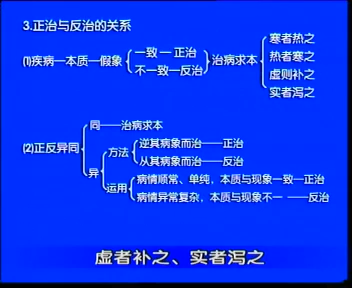 3.正治与反治的关系
⑴疾病—本质—假象
一致 — 正治
不一致—反治
治病求本
寒者热之
热者寒之
虚则补之
实者泻之
⑵正反异同
同——治病求本
异
方法
逆其病象而治——正治
从其病象而治——反治
运用
病情顺常、单纯，本质与现象一致—正治
病情异常复杂，本质与现象不一 ——反治
虚者补之、实者泻之